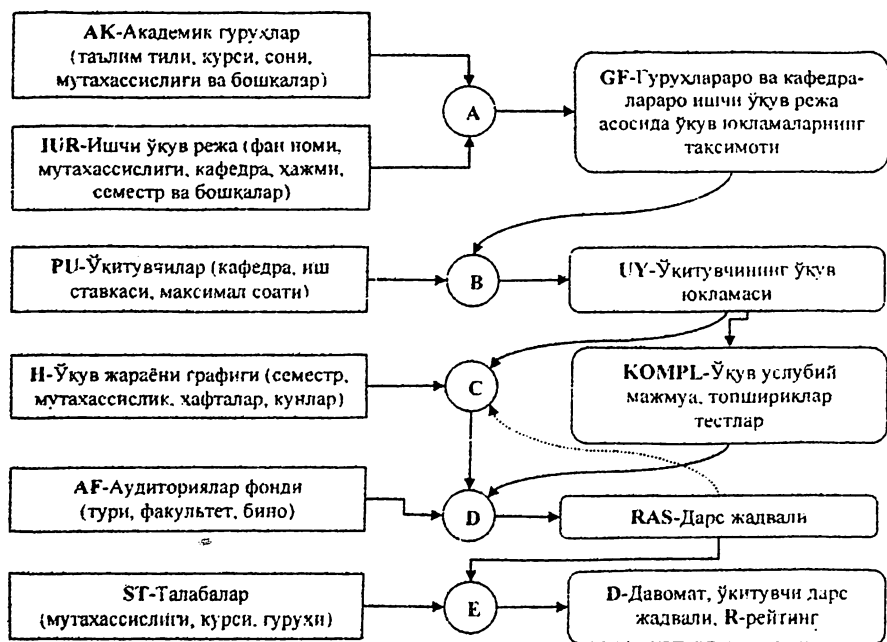 АК-Академик гуруҳлар
(таълим тили, курси, сони,
мутахассислиги ва бошқалар)
A
GF-Гуруҳлараро ва кафедра-
лараро ишчи ўқув режа
асосида ўқув юкламаларнинг
тақсимоти
IUR-Ишчи ўқув режа (фан номи,
мутахассислиги, кафедра, ҳажми,
семестр ва бошқалар)
PU-Ўқитувчилар (кафедра, иш
ставкаси, максимал соати)
B
UY-Ўқитувчининг ўқув
юкламаси
H-Ўқув жараёни графиги (семестр,
мутахассислик, ҳафталар, кунлар)
C
KOMPL-Ўқув услубий
мажмуа, топшириқлар
тестлар
AF-Аудиториялар фонди
(тури, факультет, бино)
D
RAS-Дарс жадвали
ST-Талабалар
(мутахассислиги, курси, гуруҳи)
E
D-Давомат, ўқитувчи дарс
жадвали, R-рейтинг